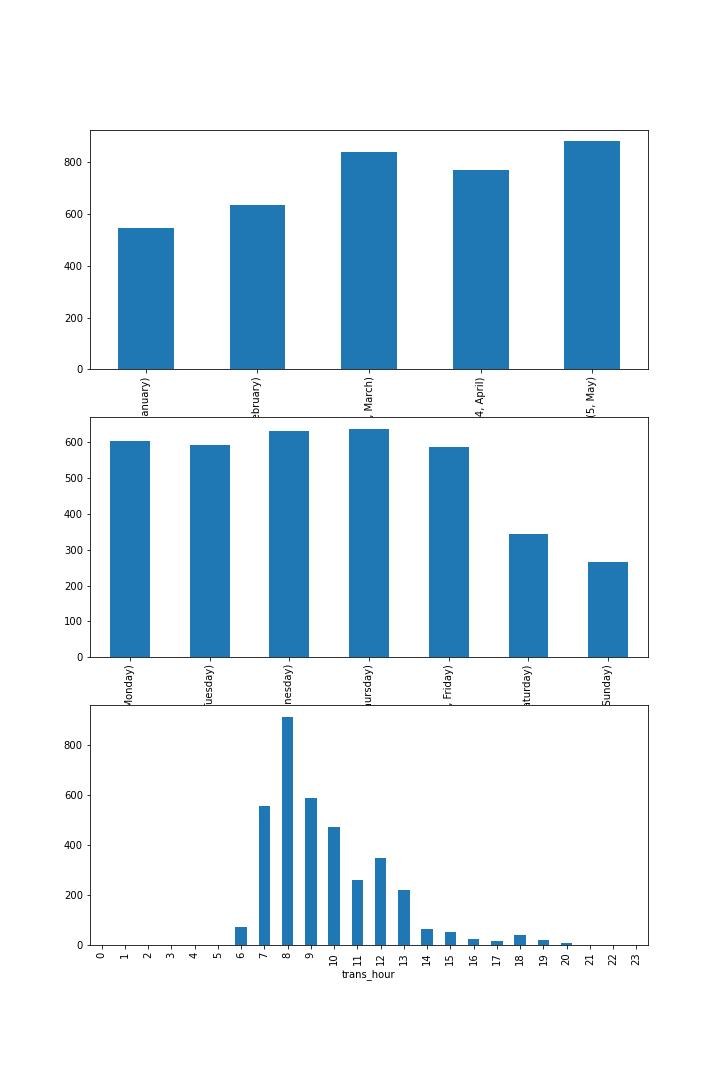 800
600
400
200
0
anuary)
ebruary)
, March)
4, April)
(5, May)
600
500
400
300
200
100
0
Monday)
uesday)
nesday)
ursday)
, Friday)
aturday)
Sunday)
800
600
400
200
0
0 1 2 3 4 5 6 7 8 9 10 11 12 13 14 15 16 17 18 19 20 21 22 23
trans_hour